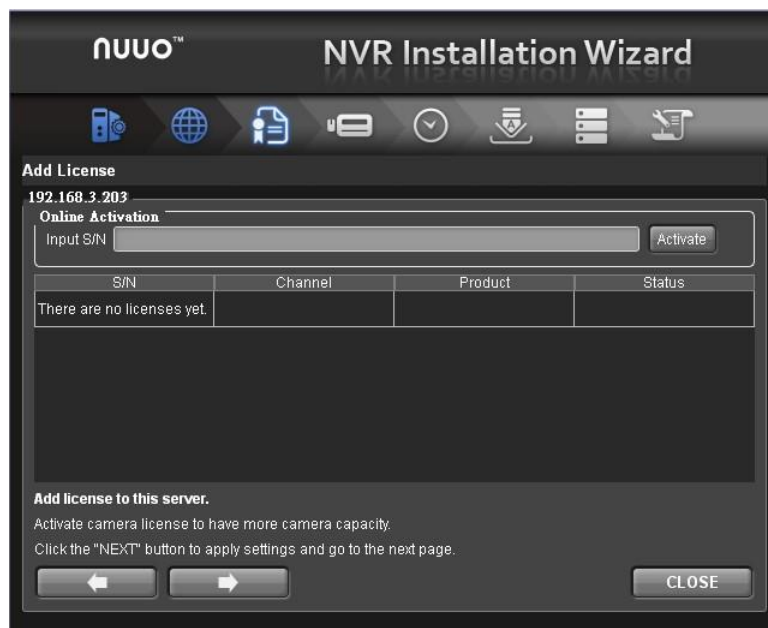 nuuo™
NVR Installation Wizard
Add License
192.168.3.203
Online Activation
Input S/N
Activate
S/N Channel Product Status
There are no licenses yet.
Add license to this server.
Activate camera license to have more camera capacity.
Click the "NEXT" button to apply settings and go to the next page.
CLOSE